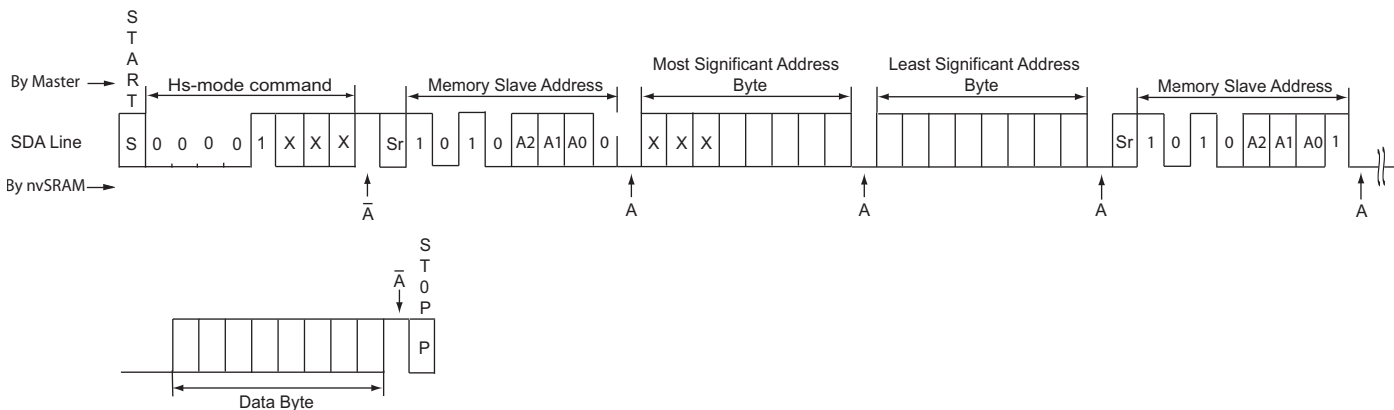 START
By Master
Hs-mode command
Memory Slave Address
Most Significant Address
Byte
Least Significant Address
Byte
Memory Slave Address
SDA Line
S 0 0 0 0 1 X X X Sr 1 0 1 0 A2 A1 A0 0 X X X Sr 1 0 1 0 A2 A1 A0 1
By nvSRAM
A̅ A A A A
A̅
ST0P
P
Data Byte